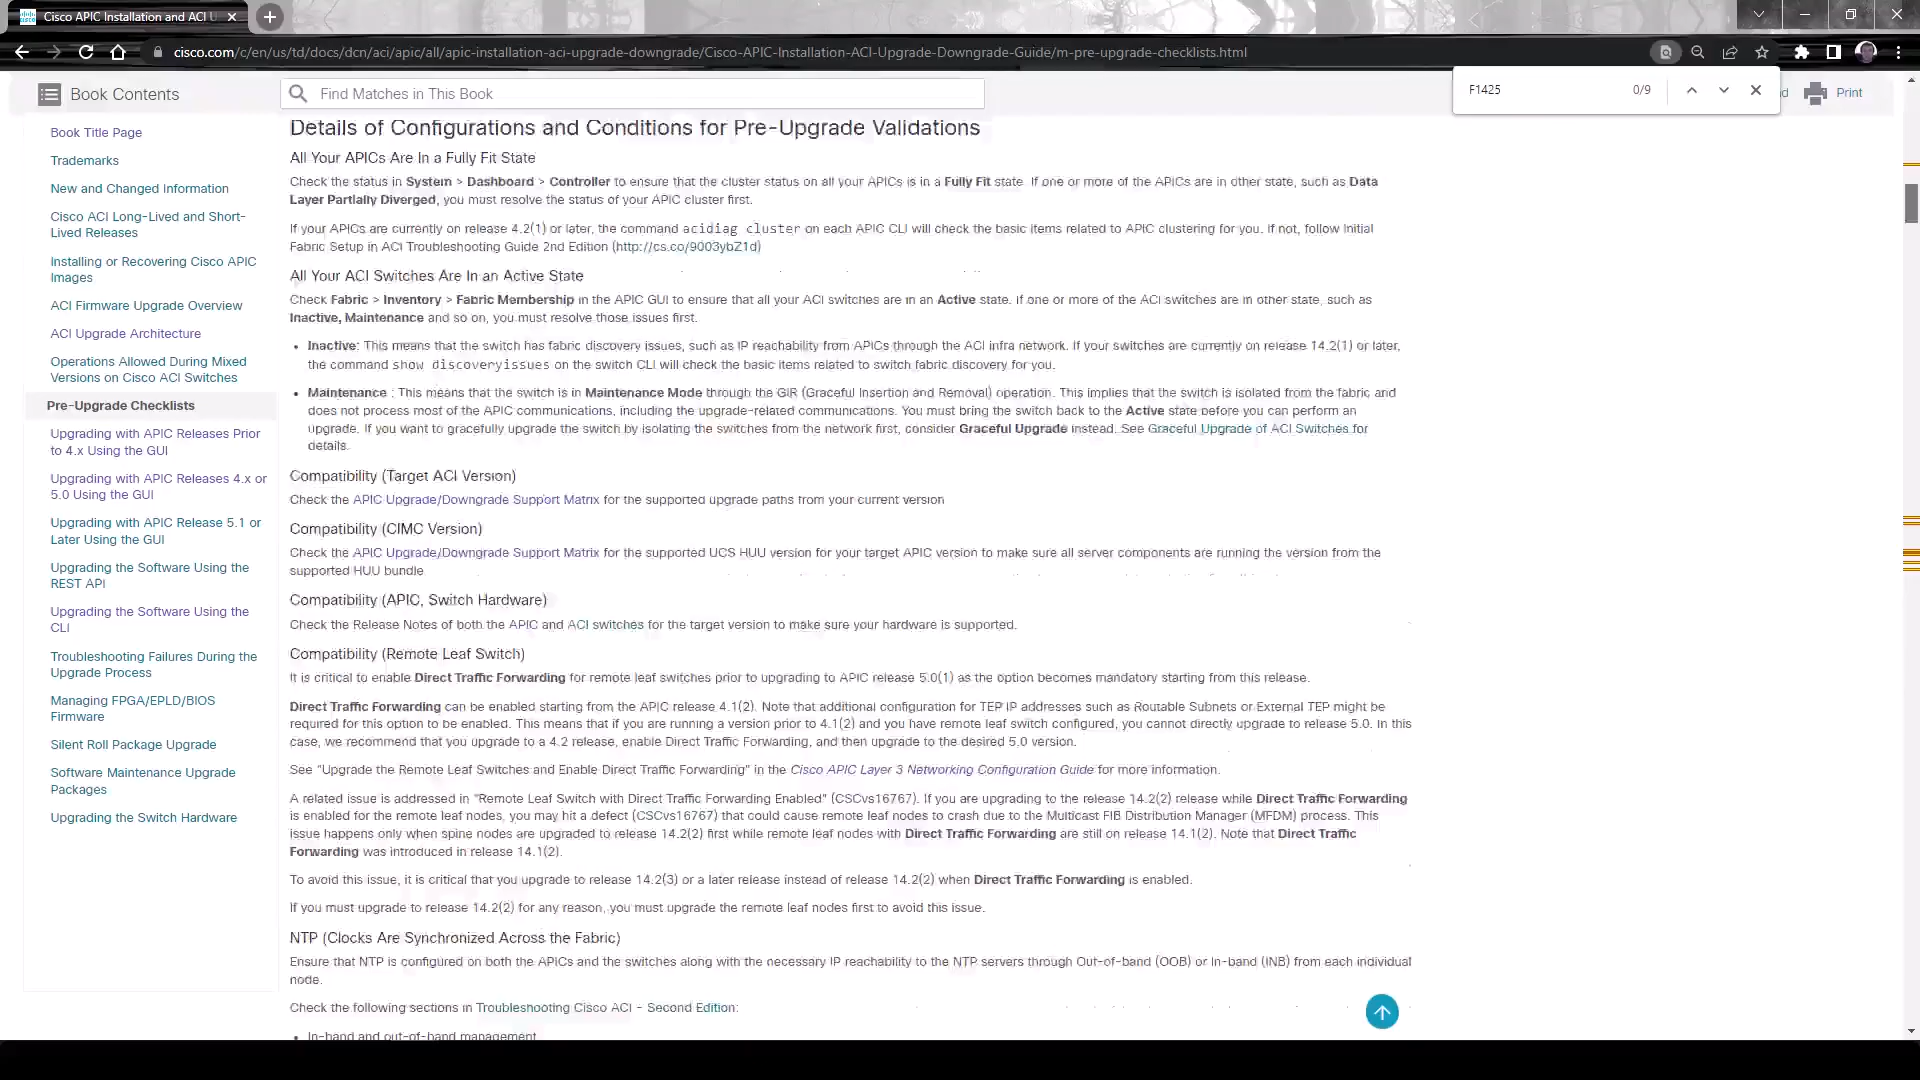 Cisco APIC Installation and ACI U
cisco.com/c/en/us/td/docs/dcn/aci/apic/all/apic-installation-aci-upgrade-downgrade/Cisco-APIC-Installation-ACI-Upgrade-Downgrade-Guide/m-pre-upgrade-checklists.html
F1425 0/9
Book Contents
Find Matches in This Book
Print
Book Title Page
Trademarks
New and Changed Information
Cisco ACI Long-Lived and Short-
Lived Releases
Installing or Recovering Cisco APIC
Images
ACI Firmware Upgrade Overview
ACI Upgrade Architecture
Operations Allowed During Mixed
Versions on Cisco ACI Switches
Pre-Upgrade Checklists
Upgrading with APIC Releases Prior
to 4.x Using the GUI
Upgrading with APIC Releases 4.x or
5.0 Using the GUI
Upgrading with APIC Release 5.1 or
Later Using the GUI
Upgrading the Software Using the
REST API
Upgrading the Software Using the
CLI
Troubleshooting Failures During the
Upgrade Process
Managing FPGA/EPLD/BIOS
Firmware
Silent Roll Package Upgrade
Software Maintenance Upgrade
Packages
Upgrading the Switch Hardware
Details of Configurations and Conditions for Pre-Upgrade Validations
All Your APICs Are In a Fully Fit State
Check the status in System > Dashboard > Controller to ensure that the cluster status on all your APICs is in a Fully Fit state. If one or more of the APICs are in other state, such as Data
Layer Partially Diverged, you must resolve the status of your APIC cluster first.
If your APICs are currently on release 4.2(1) or later, the command acidiag cluster on each APIC CLI will check the basic items related to APIC clustering for you. If not, follow Initial
Fabric Setup in ACI Troubleshooting Guide 2nd Edition (http://cs.co/9003ybZ1d)
All Your ACI Switches Are In an Active State
Check Fabric > Inventory > Fabric Membership in the APIC GUI to ensure that all your ACI switches are in an Active state. If one or more of the ACI switches are in other state, such as
Inactive, Maintenance and so on, you must resolve those issues first.
• Inactive: This means that the switch has fabric discovery issues, such as IP reachability from APICs through the ACI infra network. If your switches are currently on release 14.2(1) or later,
the command show discoveryissues on the switch CLI will check the basic items related to switch fabric discovery for you.
• Maintenance : This means that the switch is in Maintenance Mode through the GIR (Graceful Insertion and Removal) operation. This implies that the switch is isolated from the fabric and
does not process most of the APIC communications, including the upgrade-related communications. You must bring the switch back to the Active state before you can perform an
upgrade. If you want to gracefully upgrade the switch by isolating the switches from the network first, consider Graceful Upgrade instead. See Graceful Upgrade of ACI Switches for
details.
Compatibility (Target ACI Version)
Check the APIC Upgrade/Downgrade Support Matrix for the supported upgrade paths from your current version
Compatibility (CIMC Version)
Check the APIC Upgrade/Downgrade Support Matrix for the supported UCS HUU version for your target APIC version to make sure all server components are running the version from the
supported HUU bundle
Compatibility (APIC, Switch Hardware)
Check the Release Notes of both the APIC and ACI switches for the target version to make sure your hardware is supported.
Compatibility (Remote Leaf Switch)
It is critical to enable Direct Traffic Forwarding for remote leaf switches prior to upgrading to APIC release 5.0(1) as the option becomes mandatory starting from this release.
Direct Traffic Forwarding can be enabled starting from the APIC release 4.1(2). Note that additional configuration for TEP IP addresses such as Routable Subnets or External TEP might be
required for this option to be enabled. This means that if you are running a version prior to 4.1(2) and you have remote leaf switch configured, you cannot directly upgrade to release 5.0. In this
case, we recommend that you upgrade to a 4.2 release, enable Direct Traffic Forwarding, and then upgrade to the desired 5.0 version.
See "Upgrade the Remote Leaf Switches and Enable Direct Traffic Forwarding" in the Cisco APIC Layer 3 Networking Configuration Guide for more information.
A related issue is addressed in "Remote Leaf Switch with Direct Traffic Forwarding Enabled" (CSCvs16767). If you are upgrading to the release 14.2(2) release while Direct Traffic Forwarding
is enabled for the remote leaf nodes, you may hit a defect (CSCvs16767) that could cause remote leaf nodes to crash due to the Multicast FIB Distribution Manager (MFDM) process. This
issue happens only when spine nodes are upgraded to release 14.2(2) first while remote leaf nodes with Direct Traffic Forwarding are still on release 14.1(2). Note that Direct Traffic
Forwarding was introduced in release 14.1(2).
To avoid this issue, it is critical that you upgrade to release 14.2(3) or a later release instead of release 14.2(2) when Direct Traffic Forwarding is enabled.
If you must upgrade to release 14.2(2) for any reason, you must upgrade the remote leaf nodes first to avoid this issue.
NTP (Clocks Are Synchronized Across the Fabric)
Ensure that NTP is configured on both the APICs and the switches along with the necessary IP reachability to the NTP servers through Out-of-band (OOB) or In-band (INB) from each individual
node.
Check the following sections in Troubleshooting Cisco ACI - Second Edition:
• In-band and out-of-band management